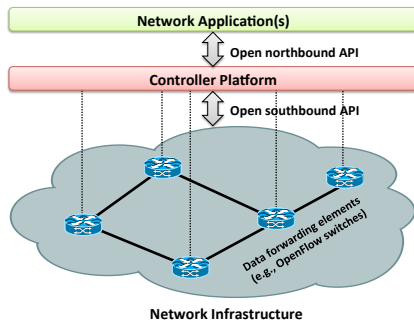 Network Application(s)
Open northbound API
Controller Platform
Open southbound API
Data forwarding elements
(e.g., OpenFlow switches)
Network Infrastructure